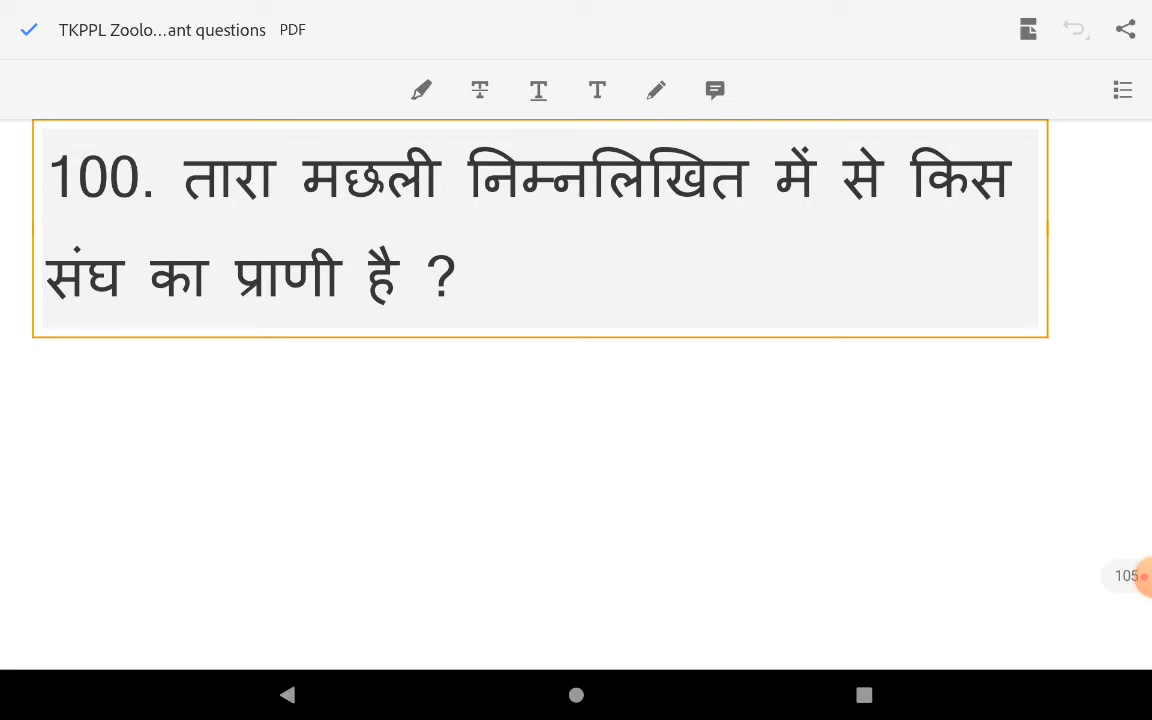 TKPPL Zoolo...ant questions PDF
100. तारा मछली निम्नलिखित में से किस
संघ का प्राणी है ?
105